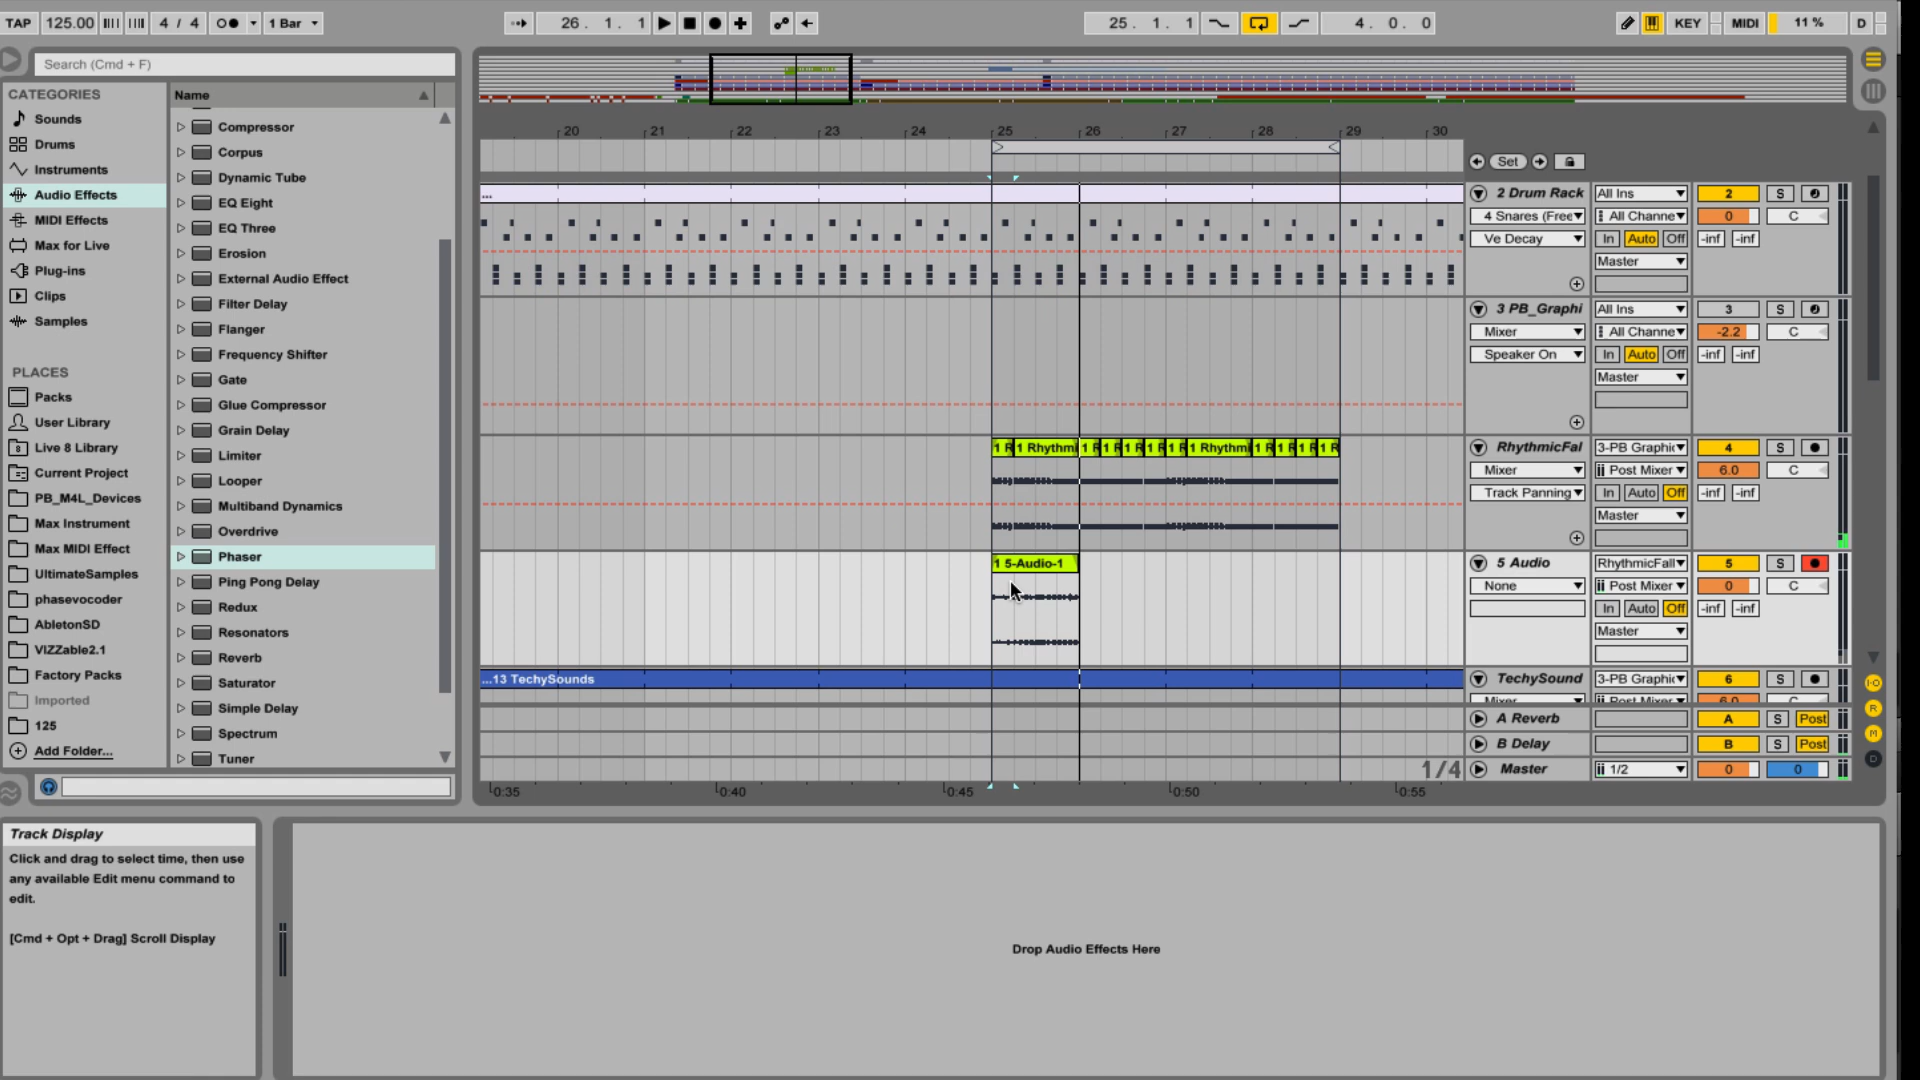 TAP 125.00 4 / 4 1 Bar 26. 1. 1 25. 1. 1 4. 0. 0 KEY MIDI 11 % D
Search (Cmd + F)
CATEGORIES
Sounds
Drums
Instruments
Audio Effects
MIDI Effects
Max for Live
Plug-ins
Clips
Samples
PLACES
Packs
User Library
Live 8 Library
Current Project
PB_M4L_Devices
Max Instrument
Max MIDI Effect
UltimateSamples
phasevocoder
AbletonSD
VIZZable2.1
Factory Packs
Imported
125
Add Folder...
Name
Compressor
Corpus
Dynamic Tube
EQ Eight
EQ Three
Erosion
External Audio Effect
Filter Delay
Flanger
Frequency Shifter
Gate
Glue Compressor
Grain Delay
Limiter
Looper
Multiband Dynamics
Overdrive
Phaser
Ping Pong Delay
Redux
Resonators
Reverb
Saturator
Simple Delay
Spectrum
Tuner
20 21 22 23 24 25 26 27 28 29 30
Set
...
1 R 1 Rhythmi 1 R 1 R 1 R 1 R 1 R 1 Rhythmi 1 R 1 R 1 R 1 R
1 5-Audio-1
...13 TechySounds
1/4
0:35 0:40 0:45 0:50 0:55
2 Drum Rack All Ins 2 S
4 Snares (Free All Channe 0 C
Ve Decay In Auto Off -inf -inf
Master
3 PB_Graphi All Ins 3 S
Mixer All Channe -2.2 C
Speaker On In Auto Off -inf -inf
Master
RhythmicFal 3-PB Graphic 4 S
Mixer Post Mixer 6.0 C
Track Panning In Auto Off -inf -inf
Master
5 Audio RhythmicFall 5 S
None Post Mixer 0 C
In Auto Off -inf -inf
Master
TechySound 3-PB Graphic 6 S
Mixer Post Mixer 6.0 C
A Reverb A S Post
B Delay B S Post
Master 1/2 0 0
I-O
R
M
D
Track Display
Click and drag to select time, then use
any available Edit menu command to
edit.
[Cmd + Opt + Drag] Scroll Display
Drop Audio Effects Here